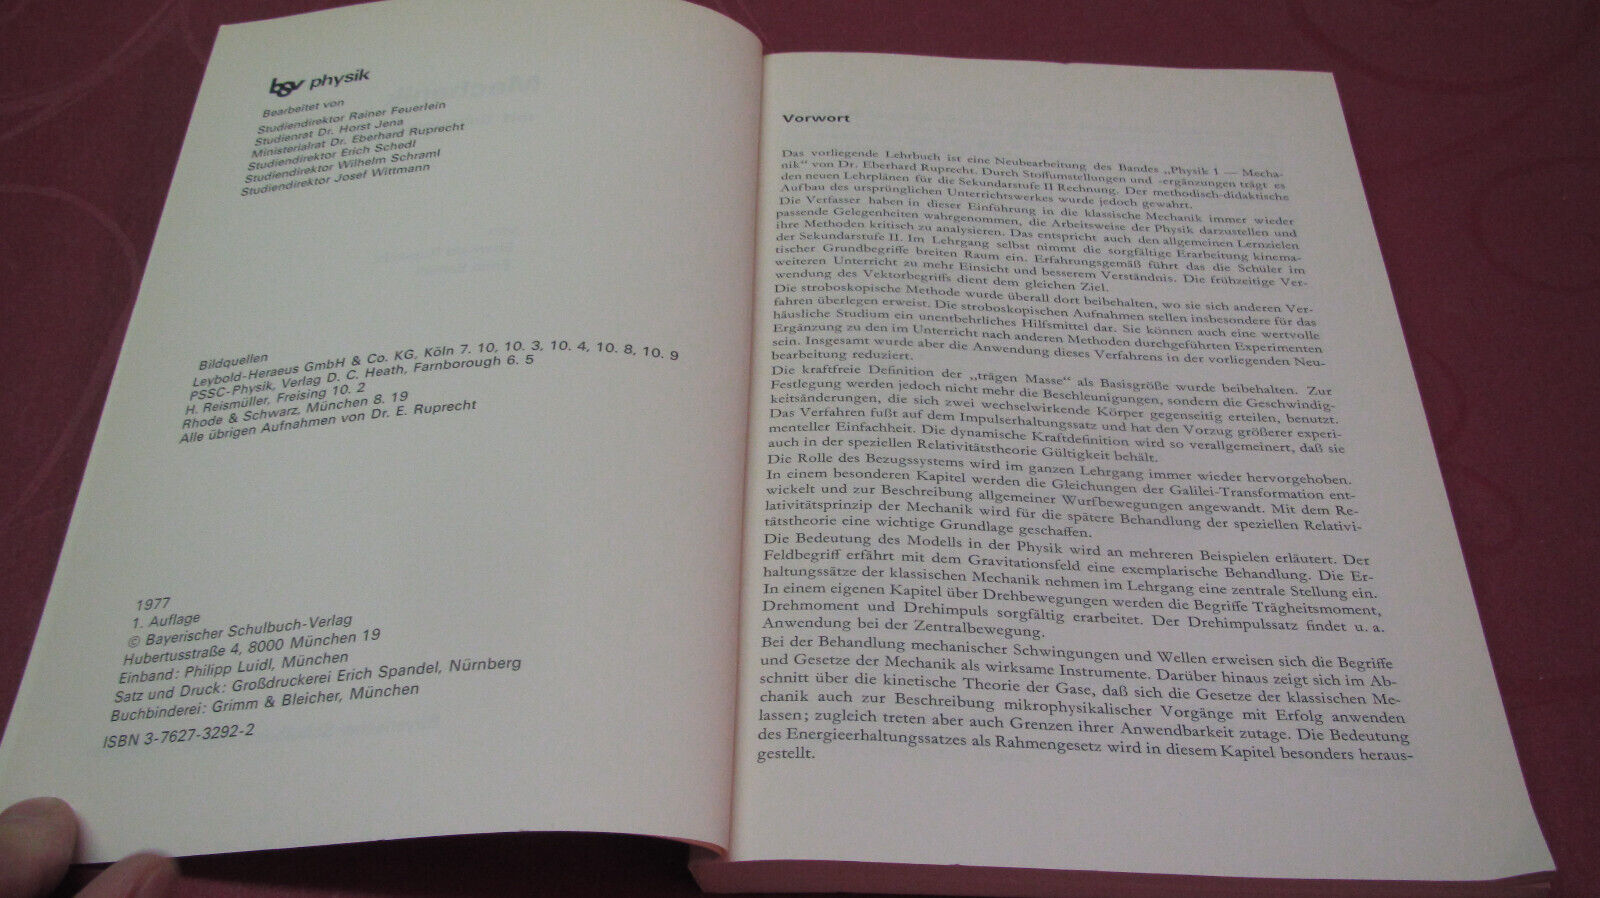 bsv physik
Bearbeitet von
Studiendirektor Rainer Feuerlein
Studienrat Dr. Horst Jena
Ministerialrat Dr. Eberhard Ruprecht
Studiendirektor Erich Schedl
Studiendirektor Wilhelm Schraml
Studiendirektor Josef Wittmann
Bildquellen
Leybold-Heraeus GmbH & Co. KG, Köln 7. 10, 10. 3, 10. 4, 10. 8, 10. 9
PSSC-Physik, Verlag D. C. Heath, Farnborough 6. 5
H. Reismüller, Freising 10. 2
Rhode & Schwarz, München 8. 19
Alle übrigen Aufnahmen von Dr. E. Ruprecht
1977
1. Auflage
© Bayerischer Schulbuch-Verlag
Hubertusstraße 4, 8000 München 19
Einband: Philipp Luidl, München
Satz und Druck: Großdruckerei Erich Spandel, Nürnberg
Buchbinderei: Grimm & Bleicher, München
ISBN 3-7627-3292-2
Vorwort
Das vorliegende Lehrbuch ist eine Neubearbeitung des Bandes „Physik 1 — Mecha-
nik“ von Dr. Eberhard Ruprecht. Durch Stoffumstellungen und -ergänzungen trägt es
den neuen Lehrplänen für die Sekundarstufe II Rechnung. Der methodisch-didaktische
Aufbau des ursprünglichen Unterrichtswerkes wurde jedoch gewahrt.
Die Verfasser haben in dieser Einführung in die klassische Mechanik immer wieder
passende Gelegenheiten wahrgenommen, die Arbeitsweise der Physik darzustellen und
ihre Methoden kritisch zu analysieren. Das entspricht auch den allgemeinen Lernzielen
der Sekundarstufe II. Im Lehrgang selbst nimmt die sorgfältige Erarbeitung kinema-
tischer Grundbegriffe breiten Raum ein. Erfahrungsgemäß führt das die Schüler im
weiteren Unterricht zu mehr Einsicht und besserem Verständnis. Die frühzeitige Ver-
wendung des Vektorbegriffs dient dem gleichen Ziel.
Die stroboskopische Methode wurde überall dort beibehalten, wo sie sich anderen Ver-
fahren überlegen erweist. Die stroboskopischen Aufnahmen stellen insbesondere für das
häusliche Studium ein unentbehrliches Hilfsmittel dar. Sie können auch eine wertvolle
Ergänzung zu den im Unterricht nach anderen Methoden durchgeführten Experimenten
sein. Insgesamt wurde aber die Anwendung dieses Verfahrens in der vorliegenden Neu-
bearbeitung reduziert.
Die kraftfreie Definition der „trägen Masse“ als Basisgröße wurde beibehalten. Zur
Festlegung werden jedoch nicht mehr die Beschleunigungen, sondern die Geschwindig-
keitsänderungen, die sich zwei wechselwirkende Körper gegenseitig erteilen, benutzt.
Das Verfahren fußt auf dem Impulserhaltungssatz und hat den Vorzug größerer experi-
menteller Einfachheit. Die dynamische Kraftdefinition wird so verallgemeinert, daß sie
auch in der speziellen Relativitätstheorie Gültigkeit behält.
Die Rolle des Bezugssystems wird im ganzen Lehrgang immer wieder hervorgehoben.
In einem besonderen Kapitel werden die Gleichungen der Galilei-Transformation ent-
wickelt und zur Beschreibung allgemeiner Wurfbewegungen angewandt. Mit dem Re-
lativitätsprinzip der Mechanik wird für die spätere Behandlung der speziellen Relativi-
tätstheorie eine wichtige Grundlage geschaffen.
Die Bedeutung des Modells in der Physik wird an mehreren Beispielen erläutert. Der
Feldbegriff erfährt mit dem Gravitationsfeld eine exemplarische Behandlung. Die Er-
haltungssätze der klassischen Mechanik nehmen im Lehrgang eine zentrale Stellung ein.
In einem eigenen Kapitel über Drehbewegungen werden die Begriffe Trägheitsmoment,
Drehmoment und Drehimpuls sorgfältig erarbeitet. Der Drehimpulssatz findet u. a.
Anwendung bei der Zentralbewegung.
Bei der Behandlung mechanischer Schwingungen und Wellen erweisen sich die Begriffe
und Gesetze der Mechanik als wirksame Instrumente. Darüber hinaus zeigt sich im Ab-
schnitt über die kinetische Theorie der Gase, daß sich die Gesetze der klassischen Me-
chanik auch zur Beschreibung mikrophysikalischer Vorgänge mit Erfolg anwenden
lassen; zugleich treten aber auch Grenzen ihrer Anwendbarkeit zutage. Die Bedeutung
des Energieerhaltungssatzes als Rahmengesetz wird in diesem Kapitel besonders heraus-
gestellt.